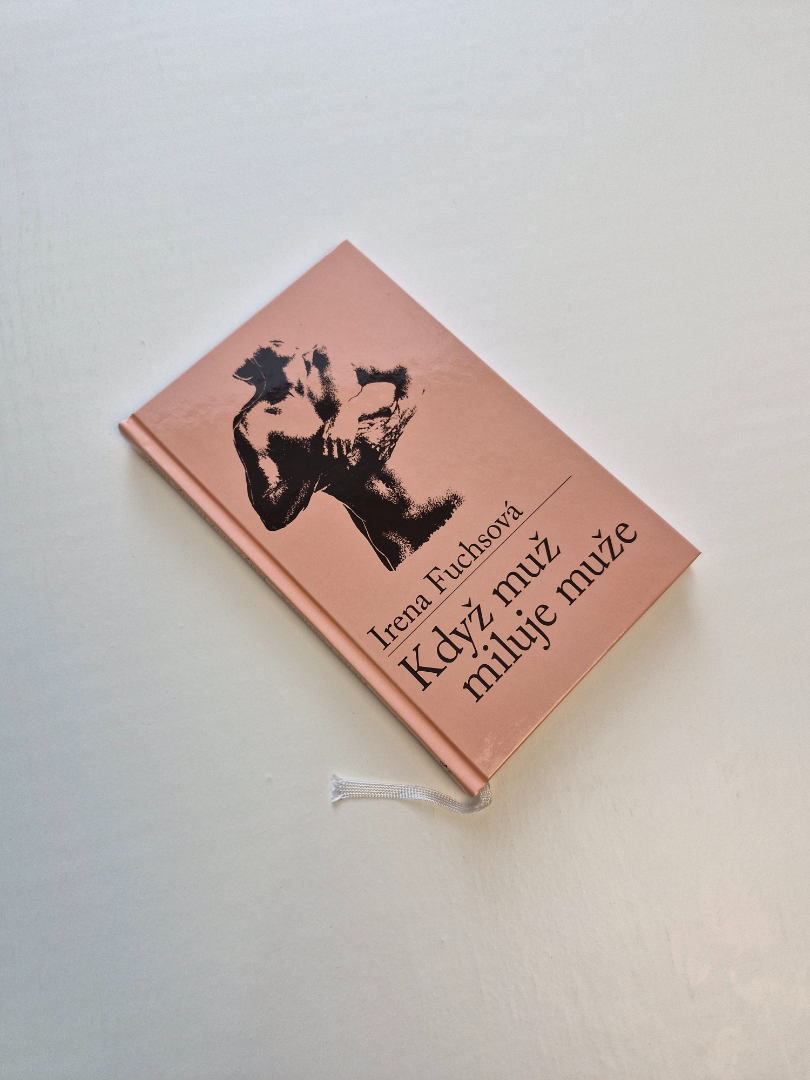 Irena Fuchsová
Když muž
miluje muže